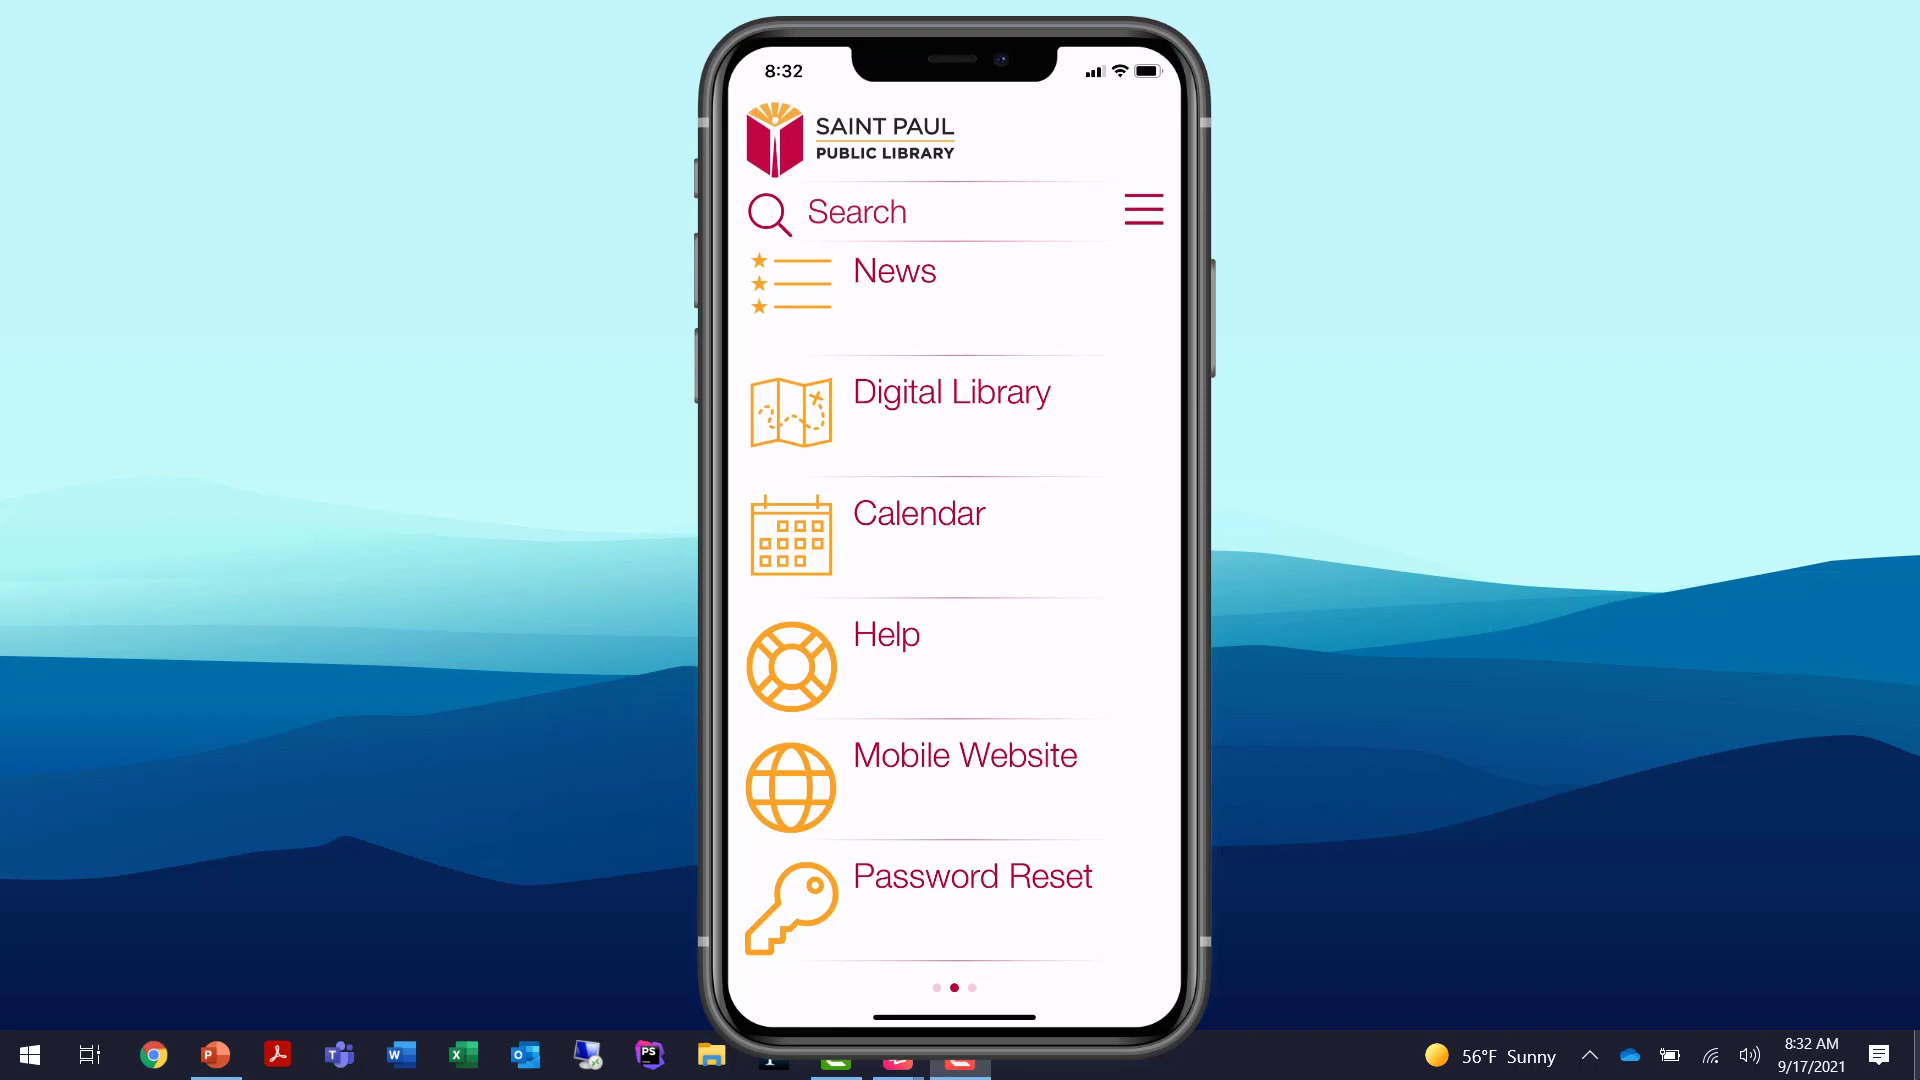 8:32
SAINT PAUL
PUBLIC LIBRARY
Search
News
Digital Library
Calendar
Help
Mobile Website
Password Reset
P
W
X
O
PS
56°F Sunny
8:32 AM
9/17/2021